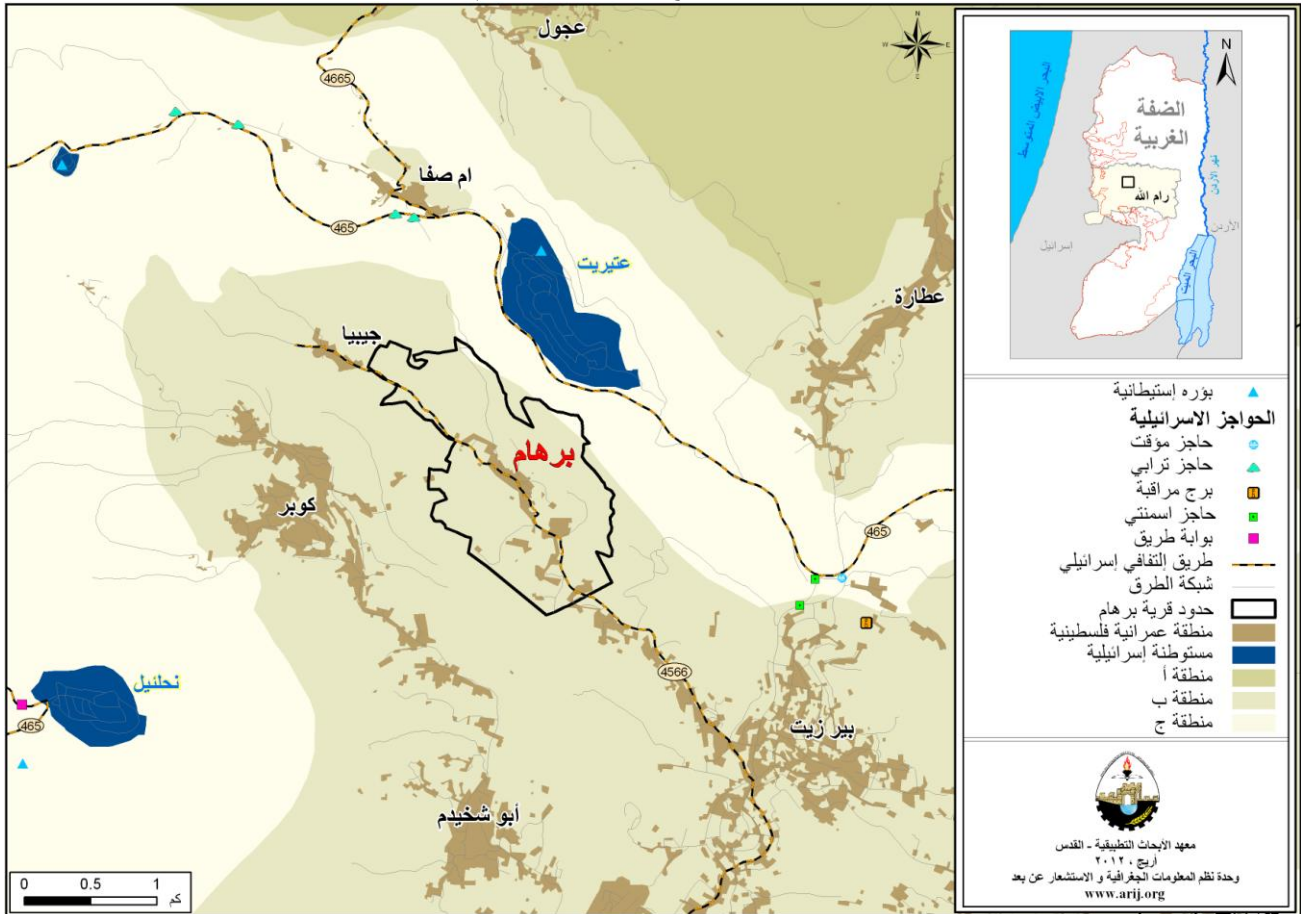 عجول
4665
ام صفا
465
عتيريت
عطارة
جيبيا
برهام
كوبر
465
نحلئيل
465
4566
بير زيت
أبو شخيدم
0 0.5 1
كم
N
W E
S
N
البحر الابيض المتوسط
الضفة
الغربية
نهر الأردن
رام الله
الأردن
اسرائيل
البحر الميت
بؤره إستيطانية
الحواجز الاسرائيلية
حاجز مؤقت
حاجز ترابي
برج مراقبة
حاجز اسمنتي
بوابة طريق
طريق إلتفافي إسرائيلي
شبكة الطرق
حدود قرية برهام
منطقة عمرانية فلسطينية
مستوطنة إسرائيلية
منطقة أ
منطقة ب
منطقة ج
معهد الأبحاث التطبيقية - القدس
أريج ، ٢٠١٢
وحدة نظم المعلومات الجغرافية و الاستشعار عن بعد
www.arij.org